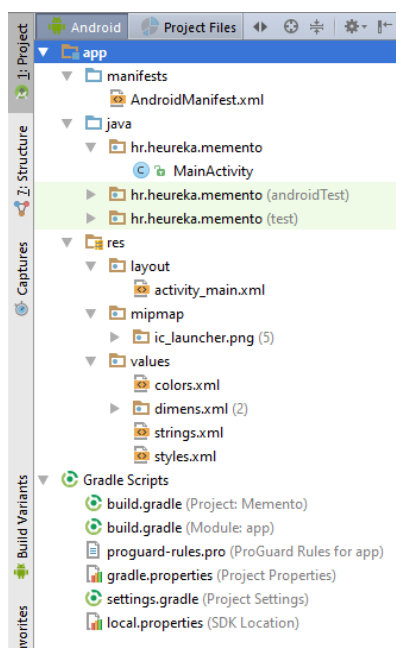 Android Project Files
1: Project
app
manifests
AndroidManifest.xml
java
hr.heureka.memento
MainActivity
hr.heureka.memento (androidTest)
hr.heureka.memento (test)
res
layout
activity_main.xml
mipmap
ic_launcher.png (5)
values
colors.xml
dimens.xml (2)
strings.xml
styles.xml
Gradle Scripts
build.gradle (Project: Memento)
build.gradle (Module: app)
proguard-rules.pro (ProGuard Rules for app)
gradle.properties (Project Properties)
settings.gradle (Project Settings)
local.properties (SDK Location)
7: Structure
Captures
Build Variants
vorites